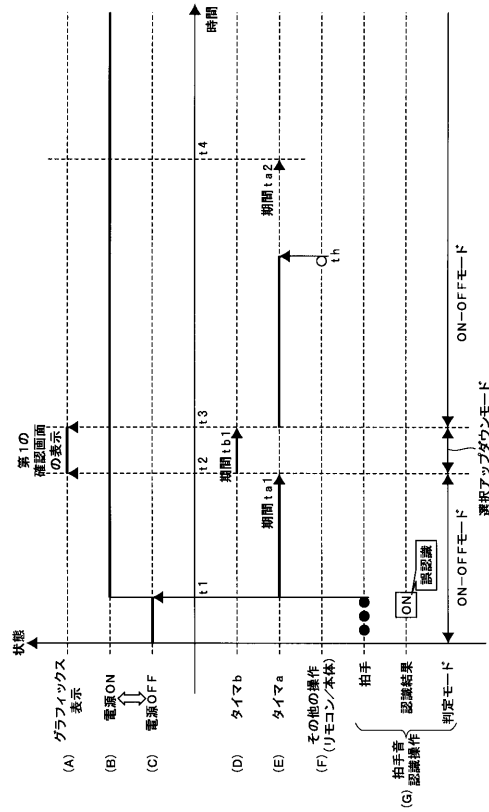 状態
時間
(A) グラフィックス
表示
(B) 電源ON
(C) 電源OFF
(D) タイマb
(E) タイマa
(F) その他の操作
(リモコン/本体)
(G) 拍手音
認識操作
拍手
認識結果
判定モード
第1の
確認画面
の表示
t1
t2
t3
t4
期間tb1
期間ta1
期間ta2
th
ON
誤認識
ON-OFFモード
選択アップダウンモード
ON-OFFモード